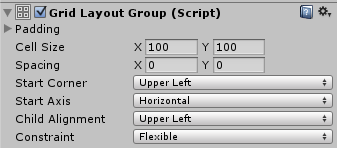 Grid Layout Group (Script)
Padding
Cell Size X 100 Y 100
Spacing X 0 Y 0
Start Corner Upper Left
Start Axis Horizontal
Child Alignment Upper Left
Constraint Flexible